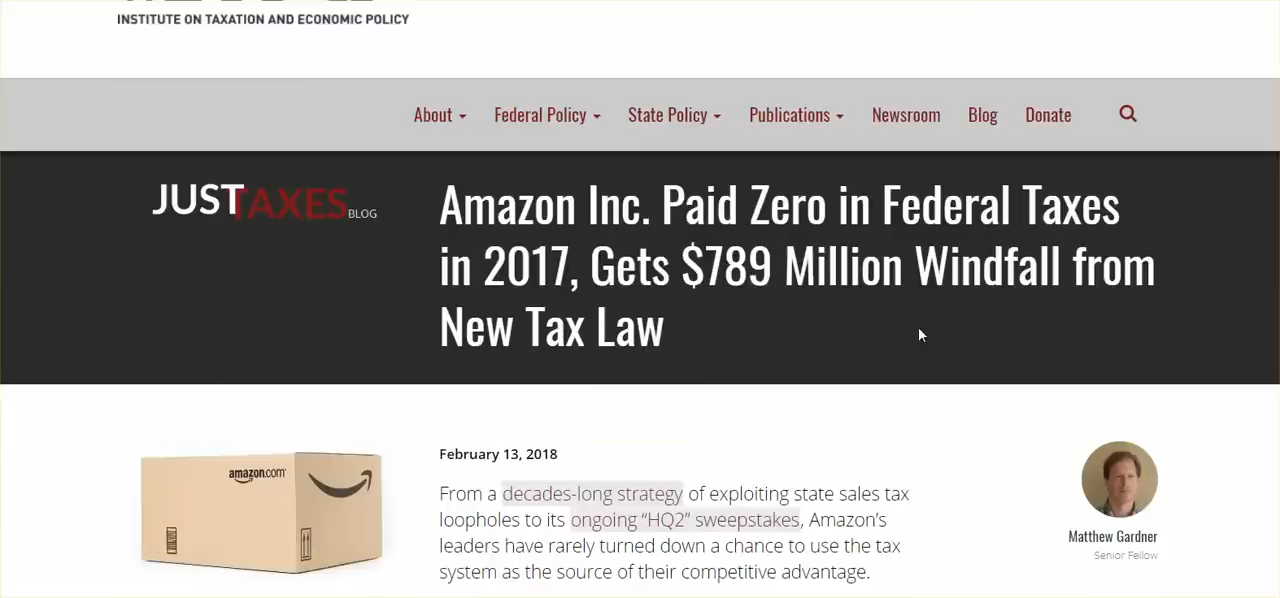 INSTITUTE ON TAXATION AND ECONOMIC POLICY
About Federal Policy State Policy Publications Newsroom Blog Donate
JUST TAXES BLOG
Amazon Inc. Paid Zero in Federal Taxes
in 2017, Gets $789 Million Windfall from
New Tax Law
amazon.com
February 13, 2018
From a decades-long strategy of exploiting state sales tax
loopholes to its ongoing “HQ2” sweepstakes, Amazon’s
leaders have rarely turned down a chance to use the tax
system as the source of their competitive advantage.
Matthew Gardner
Senior Fellow